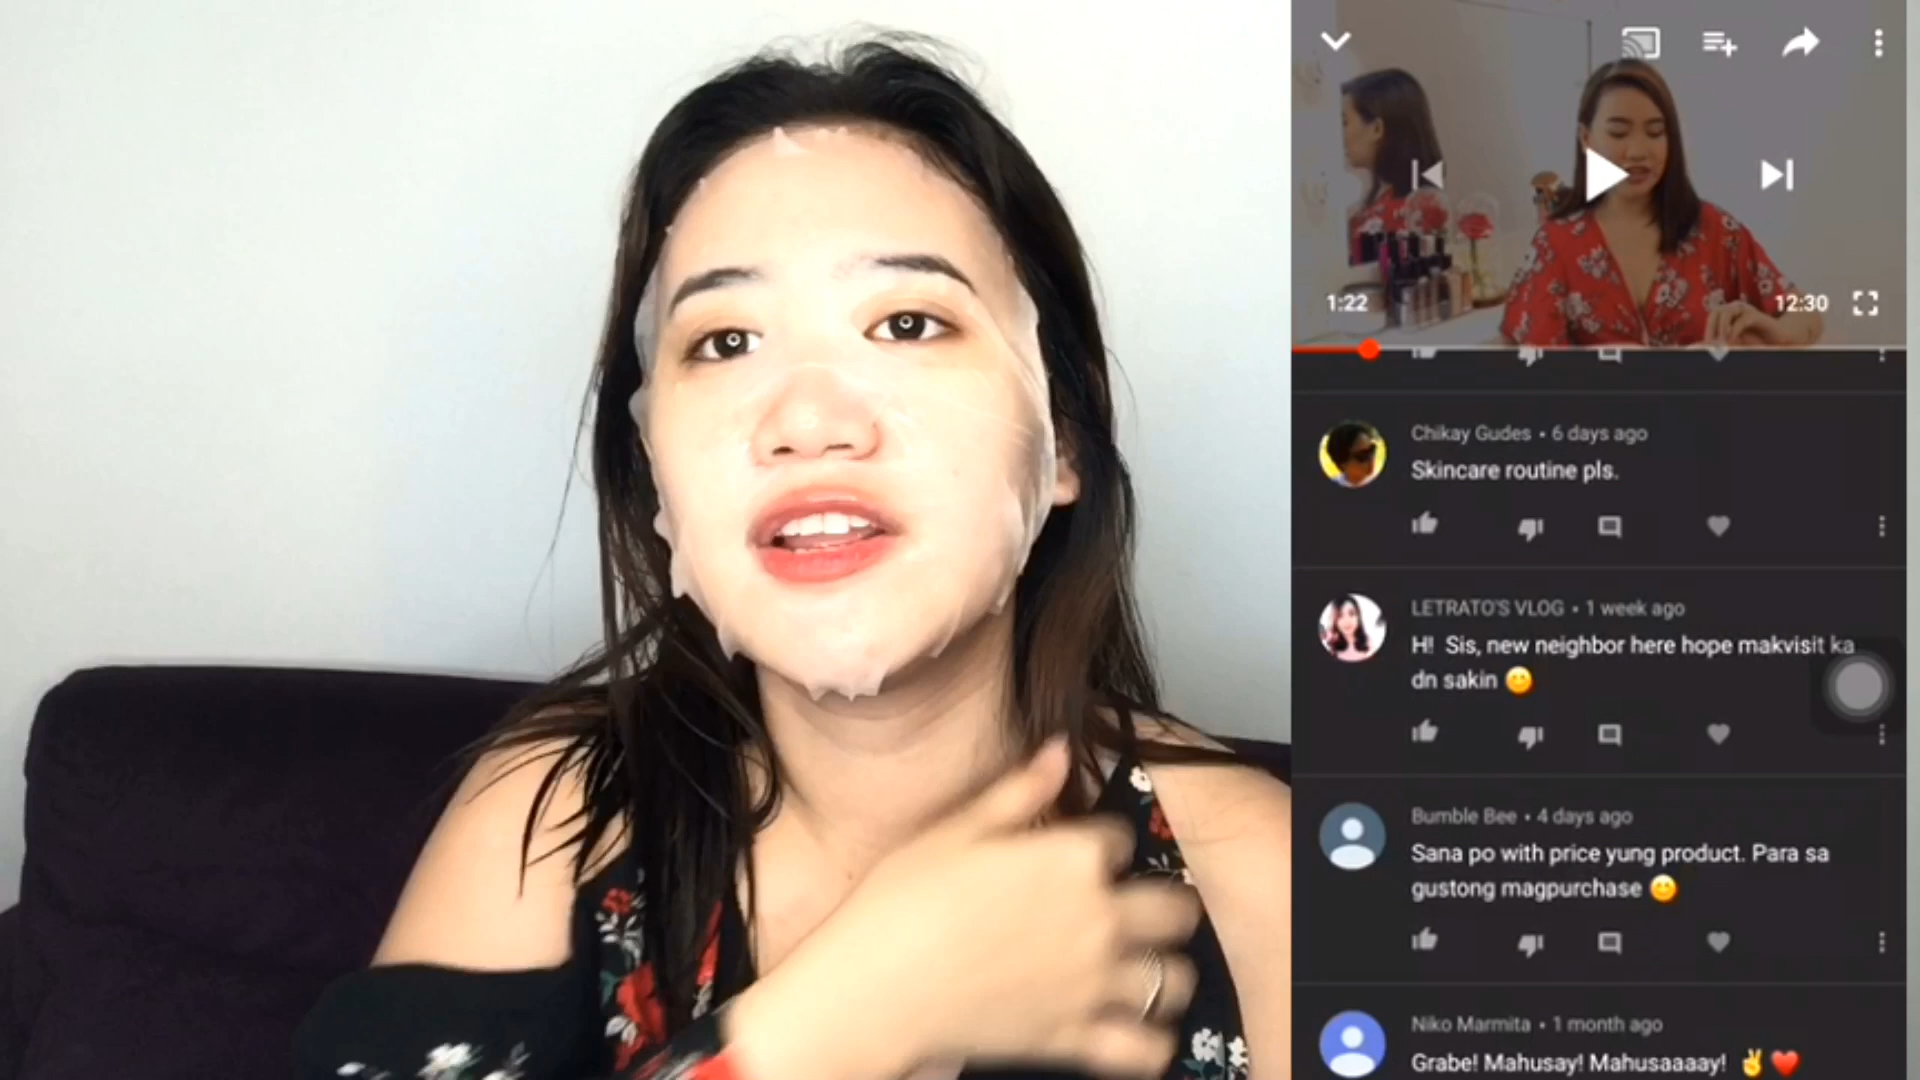 1:22
12:30
Chikay Gudes • 6 days ago
Skincare routine pls.
LETRATO'S VLOG • 1 week ago
H!  Sis, new neighbor here hope makvisit ka
dn sakin 😊
Bumble Bee • 4 days ago
Sana po with price yung product. Para sa
gustong magpurchase 😊
Niko Marmita • 1 month ago
Grabe! Mahusay! Mahusaaaay! ✌️❤️